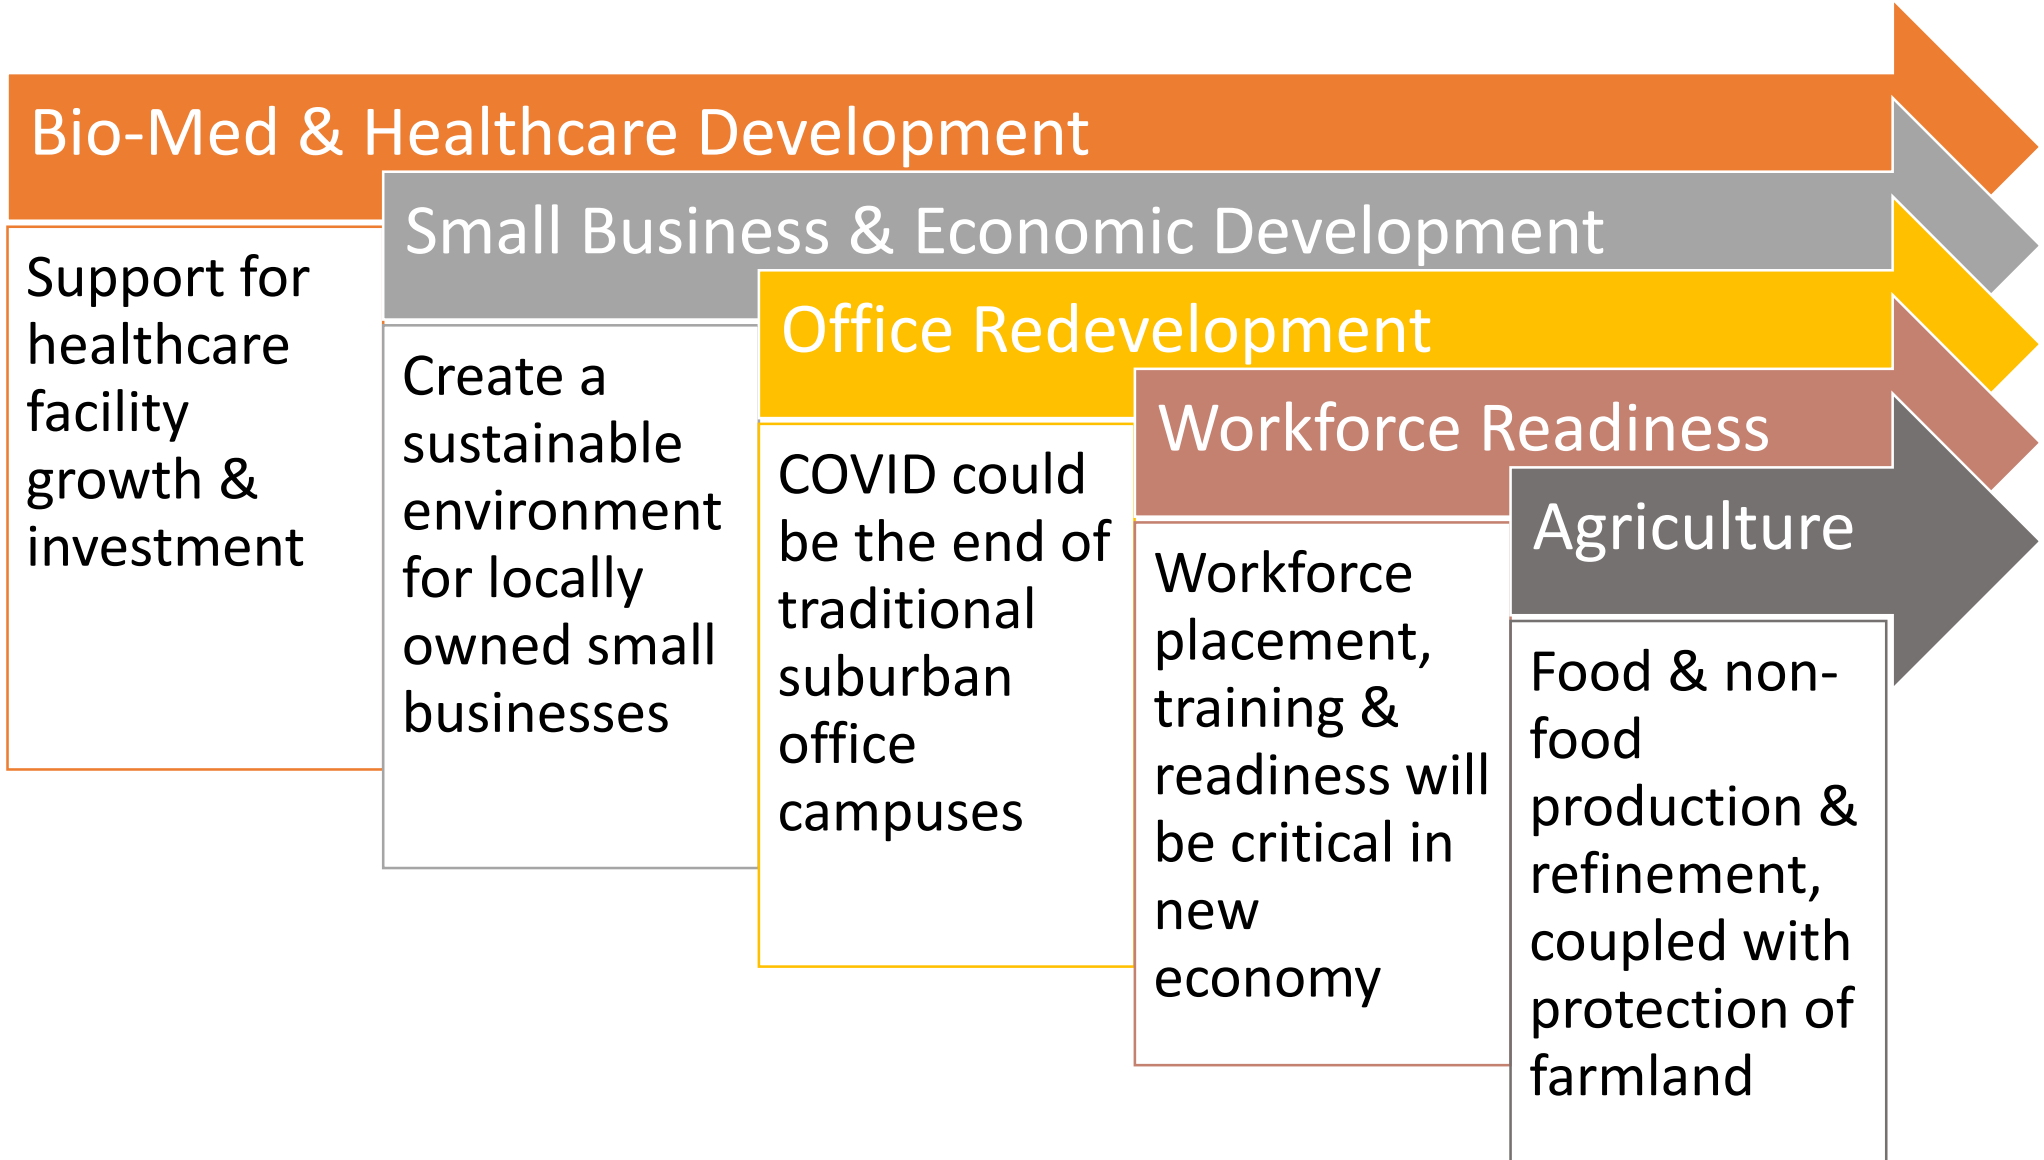 Bio-Med & Healthcare Development
Support for
healthcare
facility
growth &
investment
Small Business & Economic Development
Create a
sustainable
environment
for locally
owned small
businesses
Office Redevelopment
COVID could
be the end of
traditional
suburban
office
campuses
Workforce Readiness
Workforce
placement,
training &
readiness will
be critical in
new
economy
Agriculture
Food & non-
food
production &
refinement,
coupled with
protection of
farmland